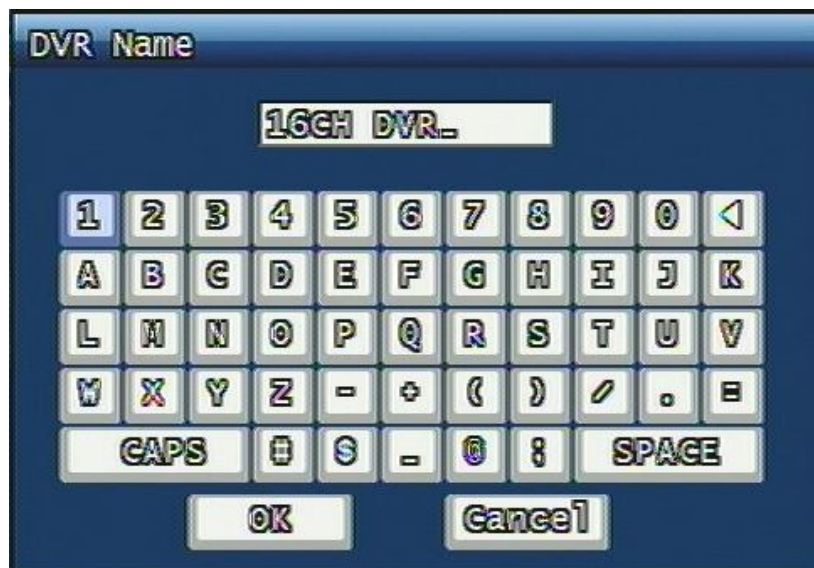 DVR Name
16CH DVR_
1 2 3 4 5 6 7 8 9 0 ◁
A B C D E F G H I J K
L M N O P Q R S T U V
W X Y Z - + ( ) / . =
CAPS # $ _ @ : SPACE
OK Cancel